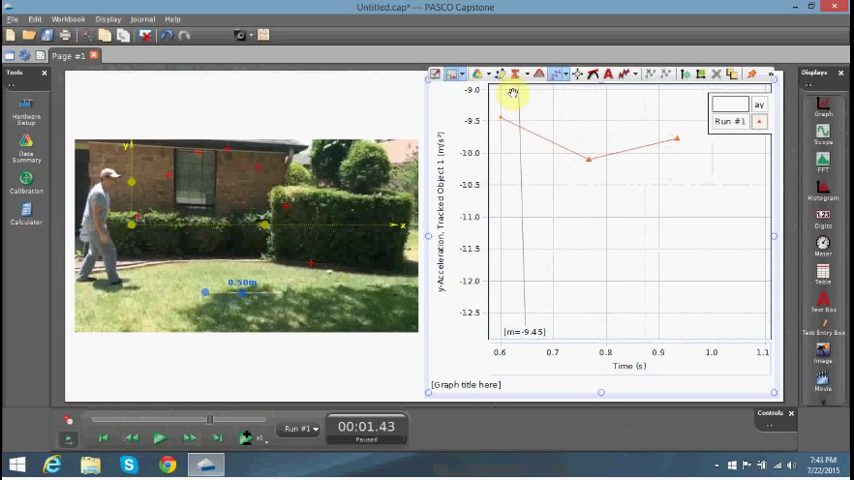 Untitled.cap* - PASCO Capstone
File Edit Workbook Display Journal Help
Page #1
Tools
Hardware
Setup
Data
Summary
Calibration
Calculator
y
x
0.50m
y-Acceleration, Tracked Object 1 (m/s²)
-9.0
-9.5
-10.0
-10.5
-11.0
-11.5
-12.0
-12.5
[m=-9.45]
0.6 0.7 0.8 0.9 1.0 1.1
Time (s)
[Graph title here]
ay
Run #1
Displays
Graph
Scope
FFT
Histogram
Digits
Meter
Table
Text Box
Text Entry Box
Image
Movie
Controls
Run #1
00:01.43
Paused
7:43 PM
7/22/2015